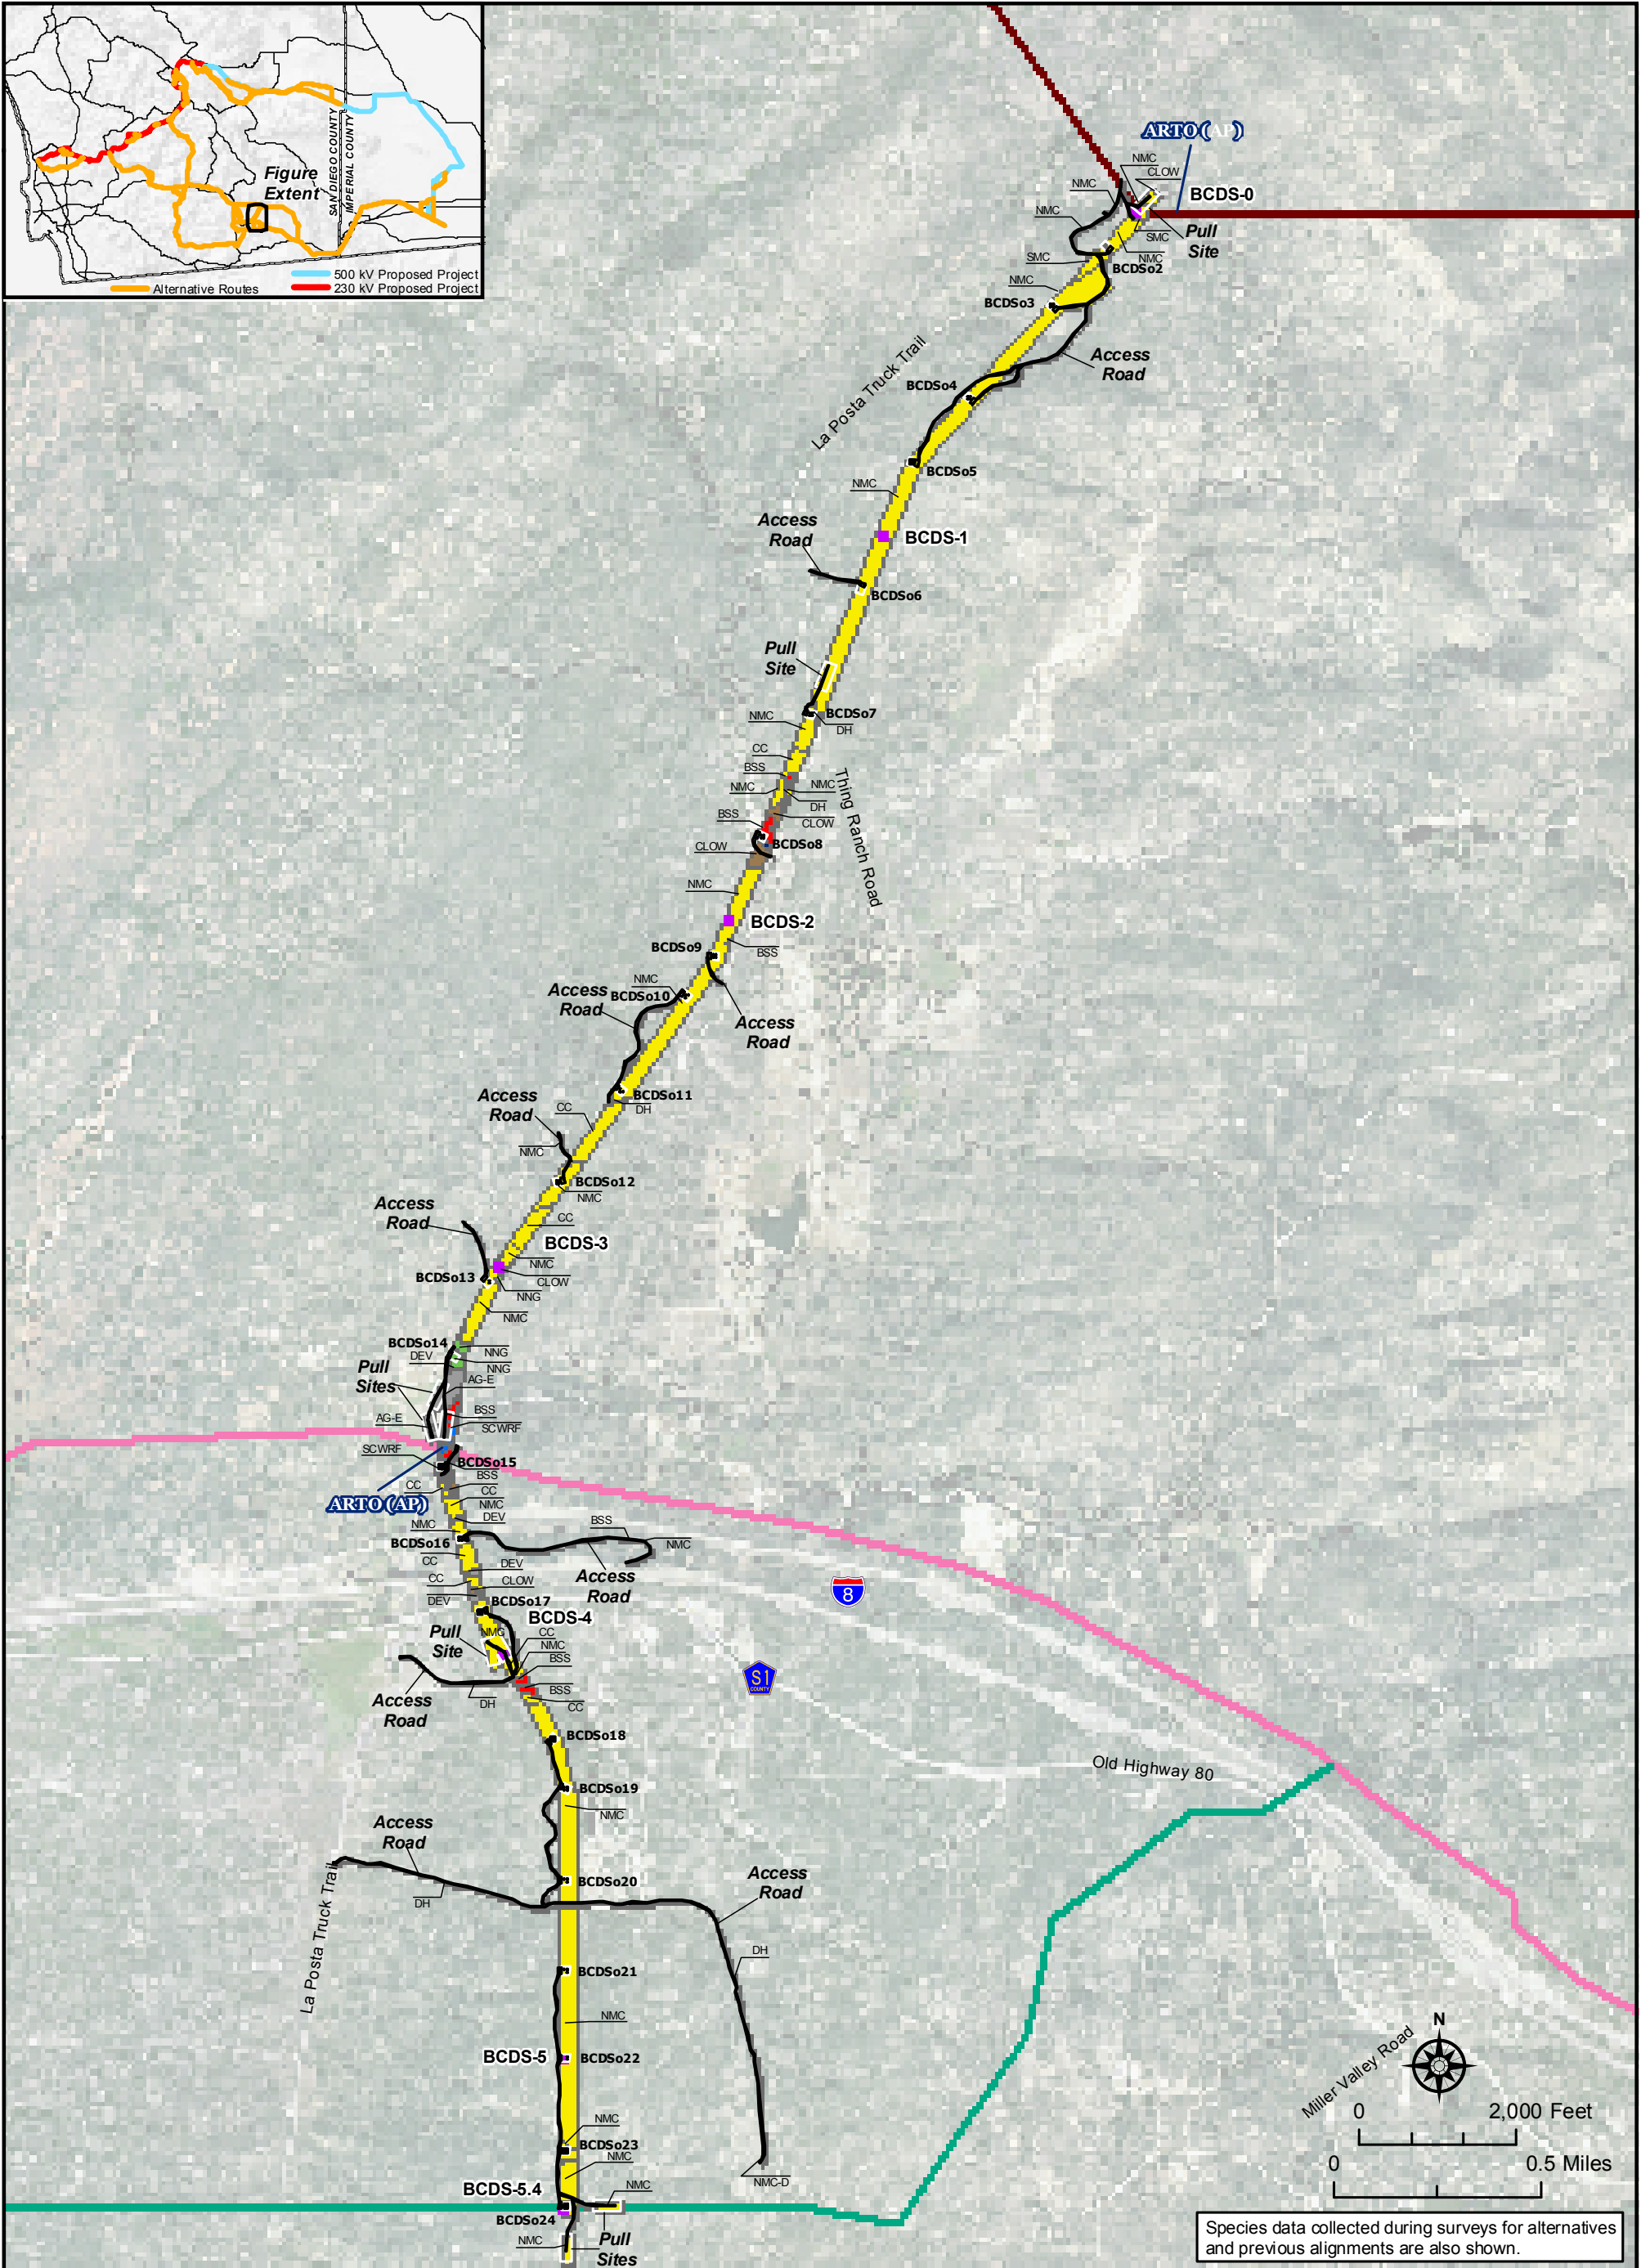 SAN DIEGO COUNTY
IMPERIAL COUNTY
Figure
Extent
500 kV Proposed Project
Alternative Routes
230 kV Proposed Project
ARTO (AP)
NMC
CLOW
NMC
BCDS-0
NMC
SMC
Pull
Site
NMC
SMC
BCDSo2
NMC
BCDSo3
La Posta Truck Trail
Access
Road
BCDSo4
BCDSo5
NMC
BCDS-1
Access
Road
BCDSo6
Pull
Site
BCDSo7
NMC
DH
CC
BSS
NMC
NMC
DH
Thing Ranch Road
BSS
CLOW
BCDSo8
CLOW
NMC
BCDS-2
BCDSo9
BSS
NMC
Access
Road
BCDSo10
Access
Road
Access
Road
BCDSo11
DH
CC
NMC
BCDSo12
NMC
Access
Road
CC
BCDS-3
NMC
BCDSo13
CLOW
NNG
NMC
BCDSo14
NNG
DEV
NNG
Pull
Sites
AG-E
BSS
AG-E
SCWRF
SCWRF
BCDSo15
BSS
CC
CC
ARTO (AP)
NMC
DEV
NMC
BSS
NMC
BCDSo16
CC
DEV
Access
Road
CC
CLOW
DEV
8
BCDSo17
BCDS-4
NMC
Pull
Site
CC
NMC
BSS
S1
COUNTY
BSS
DH
CC
Access
Road
BCDSo18
Old Highway 80
BCDSo19
NMC
Access
Road
La Posta Truck Trail
DH
BCDSo20
Access
Road
DH
BCDSo21
NMC
BCDS-5
BCDSo22
NMC
BCDSo23
NMC
NMC-D
BCDS-5.4
NMC
BCDSo24
NMC
Pull
Sites
Miller Valley Road
N
0 2,000 Feet
0 0.5 Miles
Species data collected during surveys for alternatives
and previous alignments are also shown.